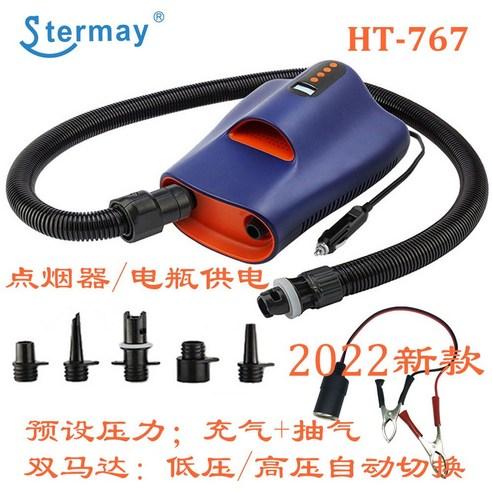 Stermay®
HT-767
点烟器/电瓶供电
2022新款
预设压力；充气+抽气
双马达：低压/高压自动切换